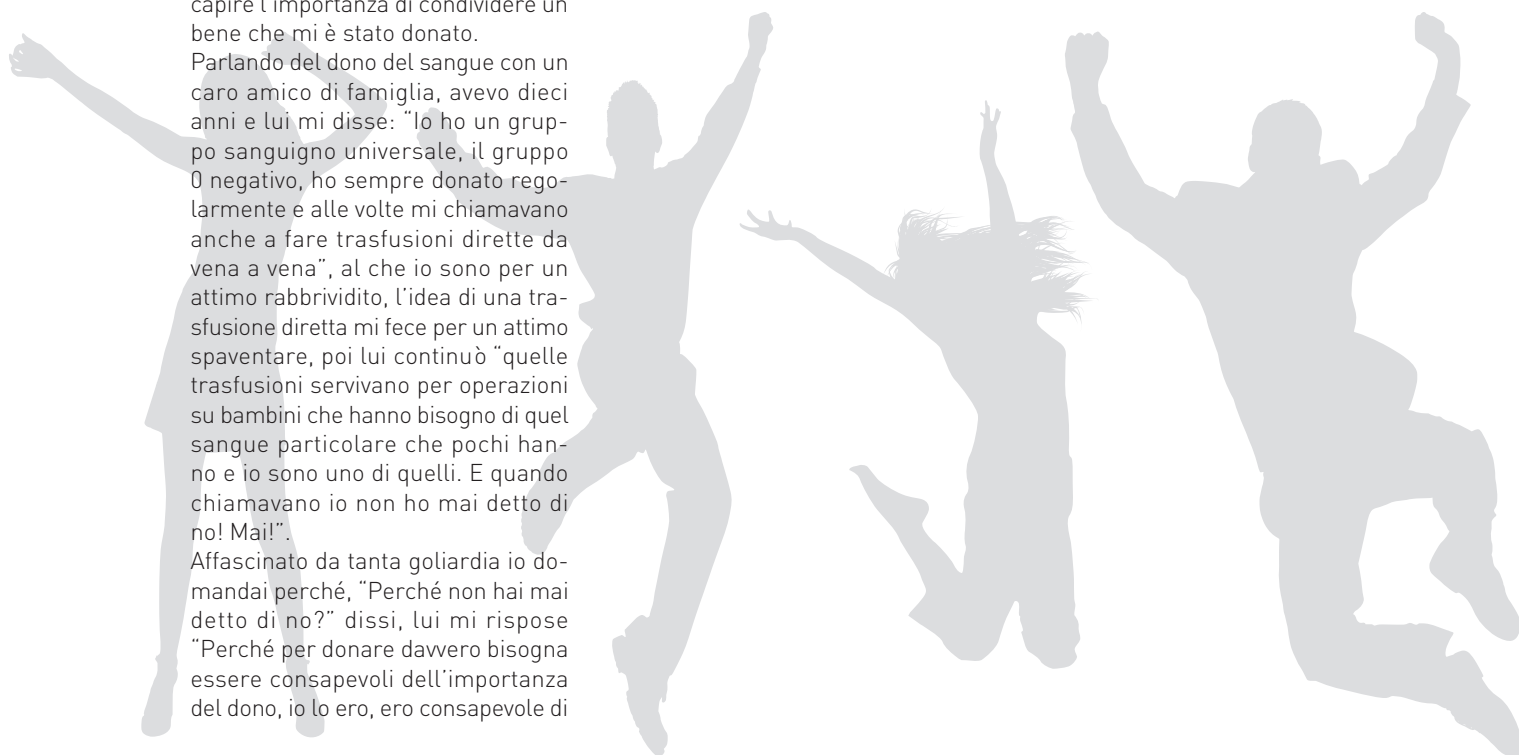 capire l'importanza di condividere un
bene che mi è stato donato.
Parlando del dono del sangue con un
caro amico di famiglia, avevo dieci
anni e lui mi disse: “Io ho un grup-
po sanguigno universale, il gruppo
0 negativo, ho sempre donato rego-
larmente e alle volte mi chiamavano
anche a fare trasfusioni dirette da
vena a vena”, al che io sono per un
attimo rabbrividito, l'idea di una tra-
sfusione diretta mi fece per un attimo
spaventare, poi lui continuò “quelle
trasfusioni servivano per operazioni
su bambini che hanno bisogno di quel
sangue particolare che pochi han-
no e io sono uno di quelli. E quando
chiamavano io non ho mai detto di
no! Mai!”.
Affascinato da tanta goliardia io do-
mandai perché, “Perché non hai mai
detto di no?” dissi, lui mi rispose
“Perché per donare davvero bisogna
essere consapevoli dell'importanza
del dono, io lo ero, ero consapevole di